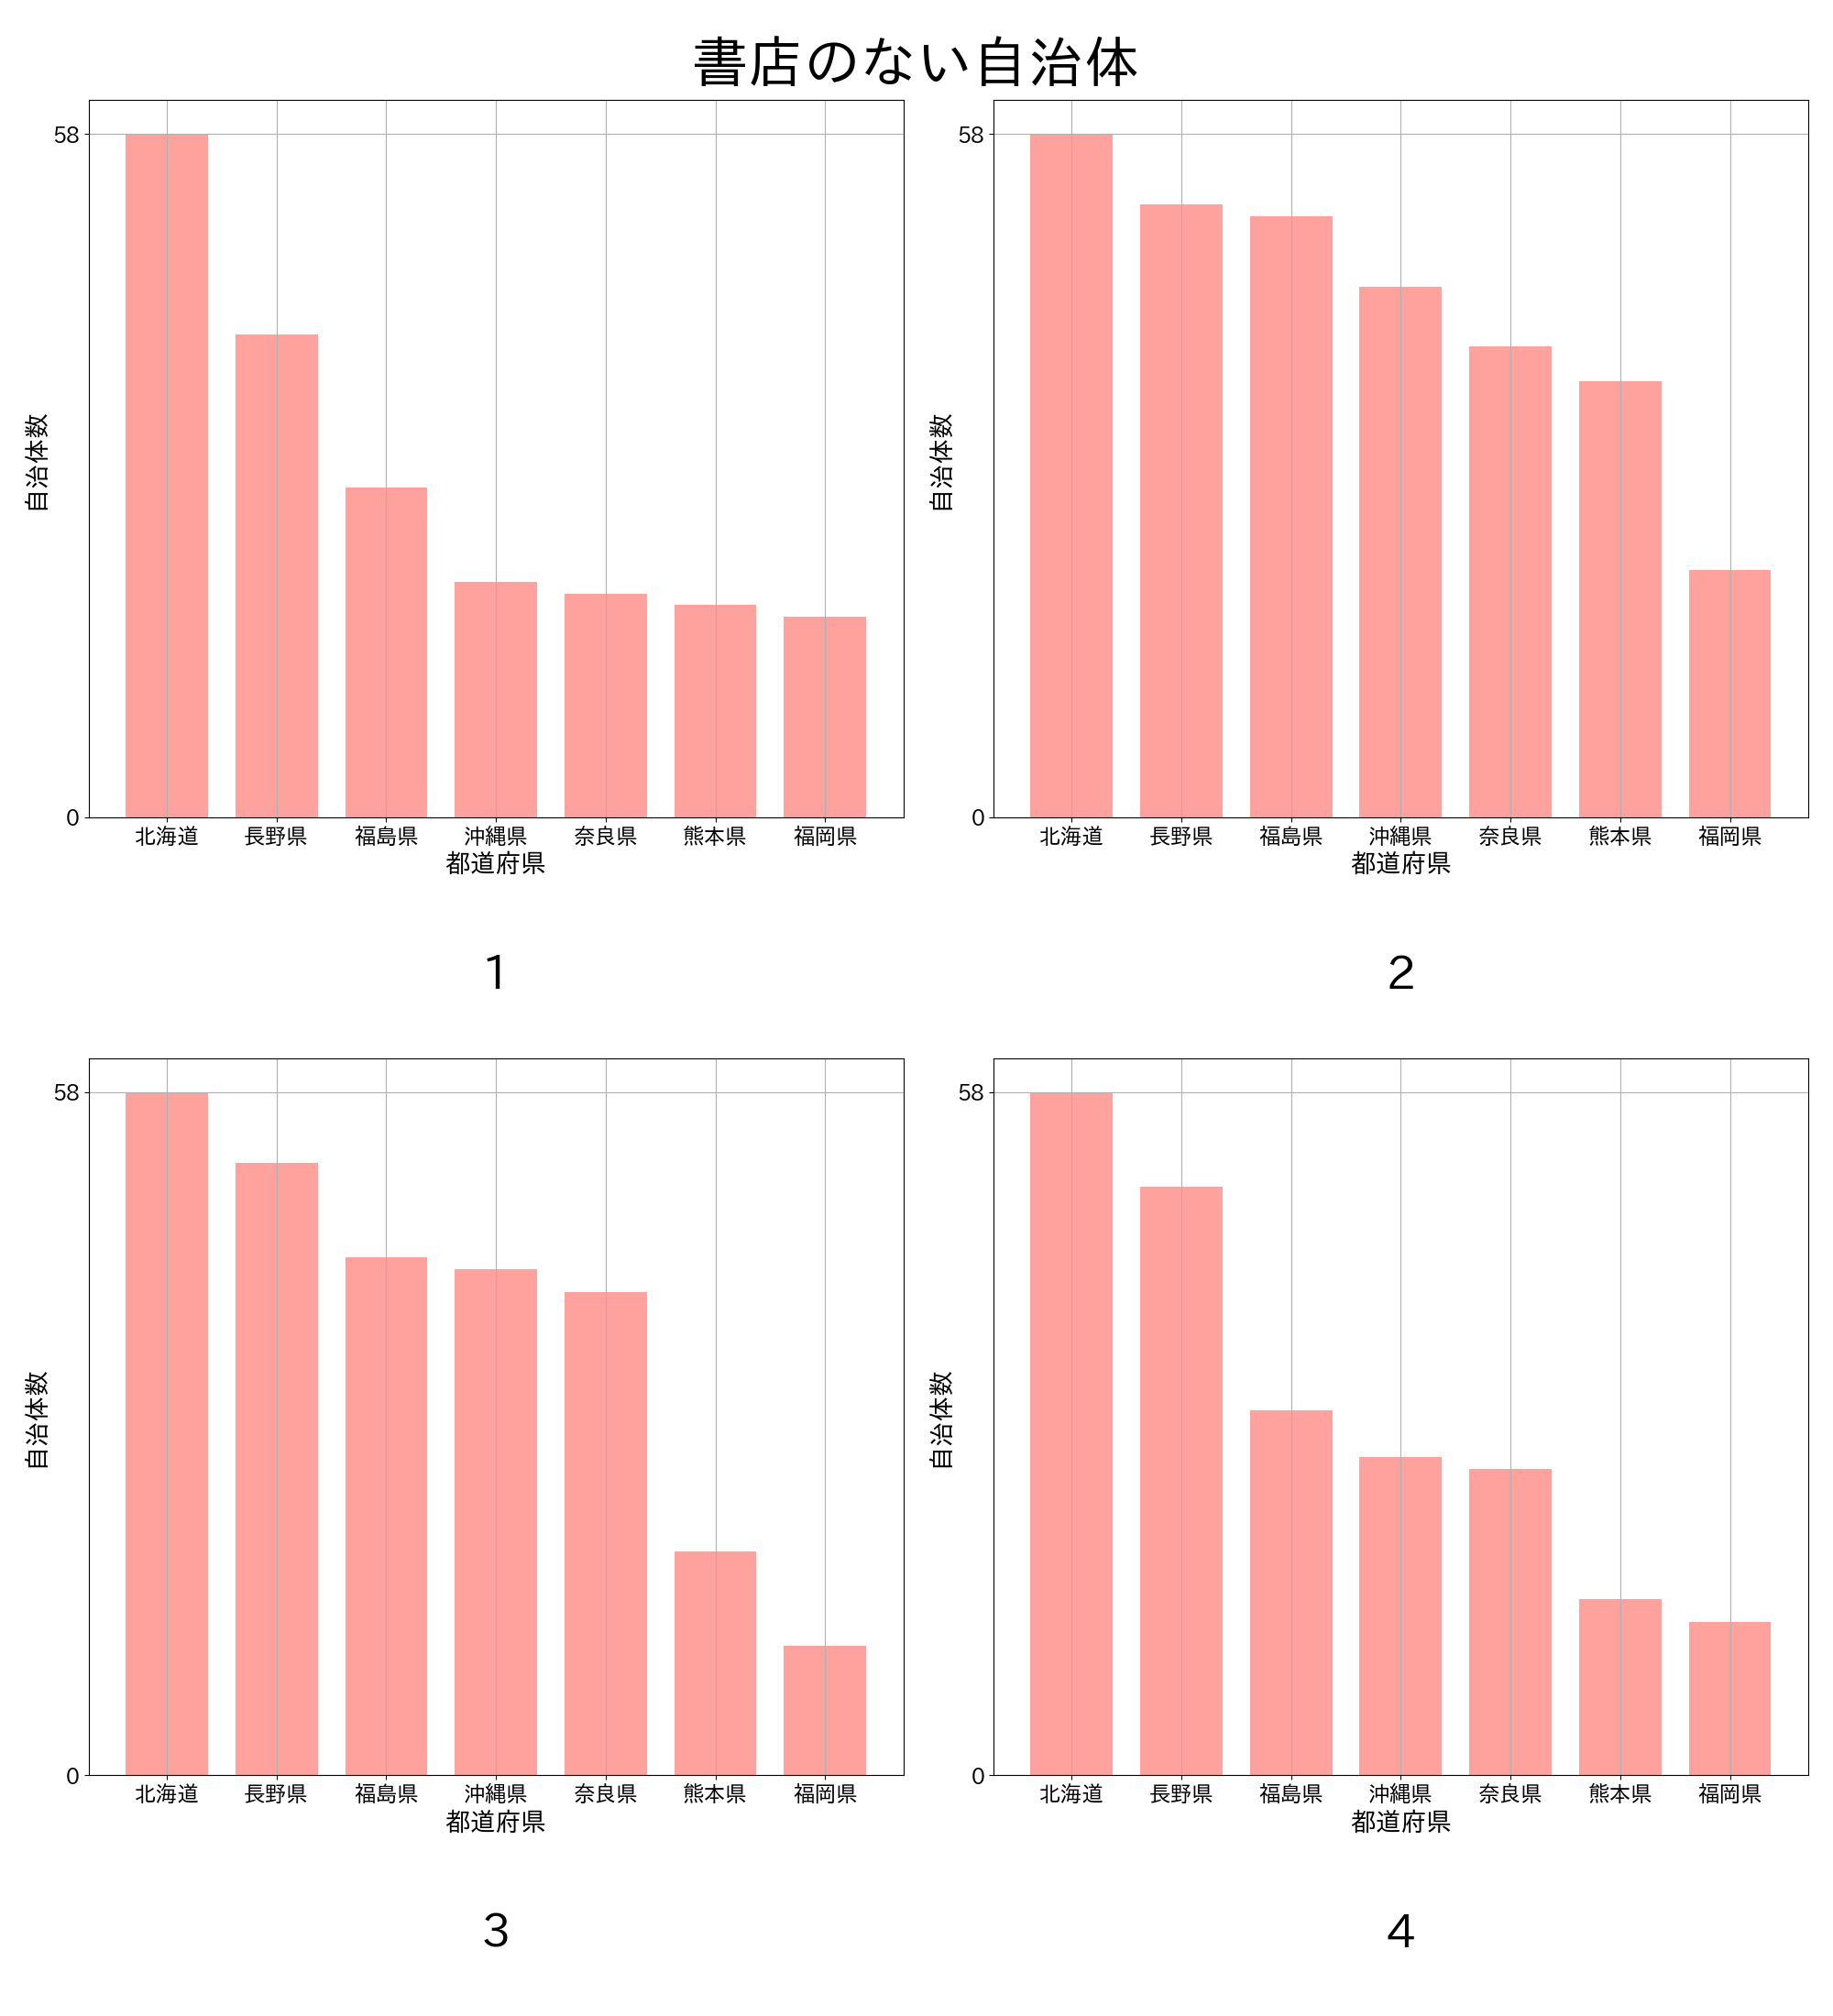 書店のない自治体
58
0
自治体数
北海道 長野県 福島県 沖縄県 奈良県 熊本県 福岡県
都道府県
1
58
0
自治体数
北海道 長野県 福島県 沖縄県 奈良県 熊本県 福岡県
都道府県
2
58
0
自治体数
北海道 長野県 福島県 沖縄県 奈良県 熊本県 福岡県
都道府県
3
58
0
自治体数
北海道 長野県 福島県 沖縄県 奈良県 熊本県 福岡県
都道府県
4